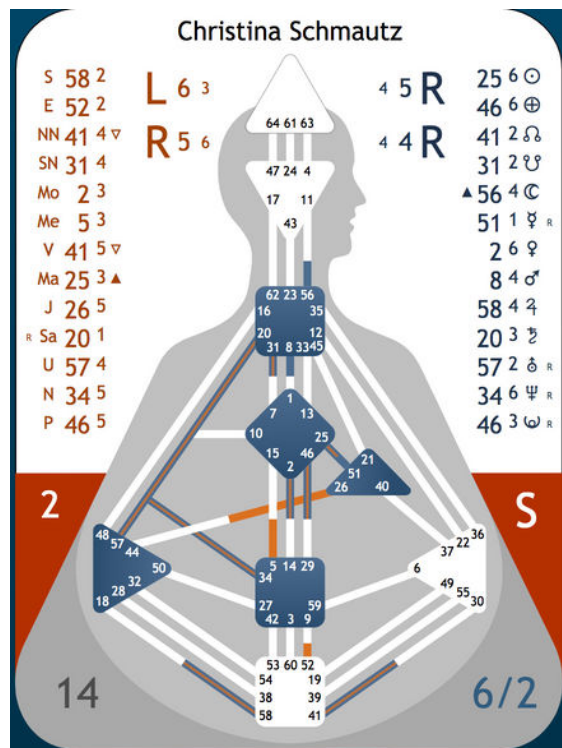 Christina Schmautz
S 58 2
E 52 2
NN 41 4 ▿
SN 31 4
Mo 2 3
Me 5 3
V 41 5 ▿
Ma 25 3 ▲
J 26 5
R Sa 20 1
U 57 4
N 34 5
P 46 5
L 6 3
R 5 6
4 5 R
4 4 R
25 6 ☉
46 6 ⊕
41 2 ☊
31 2 ☋
▲ 56 4 ☾
51 1 ☿ R
2 6 ♀
8 4 ♂
58 4 ♃
20 3 ♄
57 2 ⛢ R
34 6 ♆ R
46 3 R
64 61 63
47 24 4
17 11
43
62 23 56
16 35
20 12
31 8 33 45
1
7 13
10 25
15 46
2
21
51
26 40
48
57
44
50
32
28
18
36
22
37
6
49
55
30
5 14 29
34
27 59
42 3 9
53 60 52
54 19
38 39
58 41
2
S
14
6/2